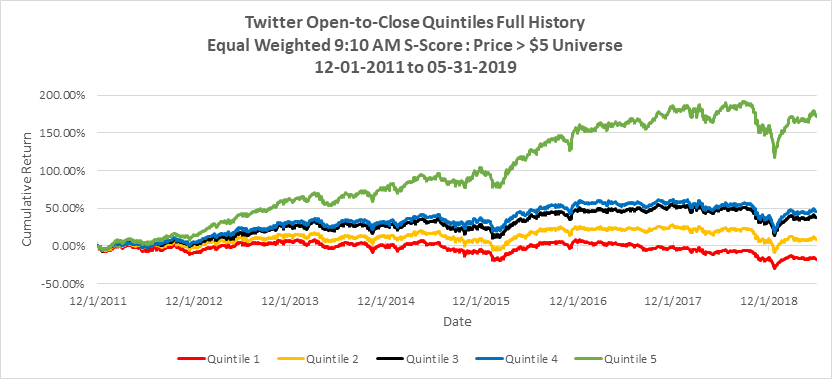 Twitter Open-to-Close Quintiles Full History
Equal Weighted 9:10 AM S-Score : Price > $5 Universe
12-01-2011 to 05-31-2019
200.00%
150.00%
100.00%
50.00%
0.00%
-50.00%
Cumulative Return
12/1/2011 12/1/2012 12/1/2013 12/1/2014 12/1/2015 12/1/2016 12/1/2017 12/1/2018
Date
Quintile 1 Quintile 2 Quintile 3 Quintile 4 Quintile 5